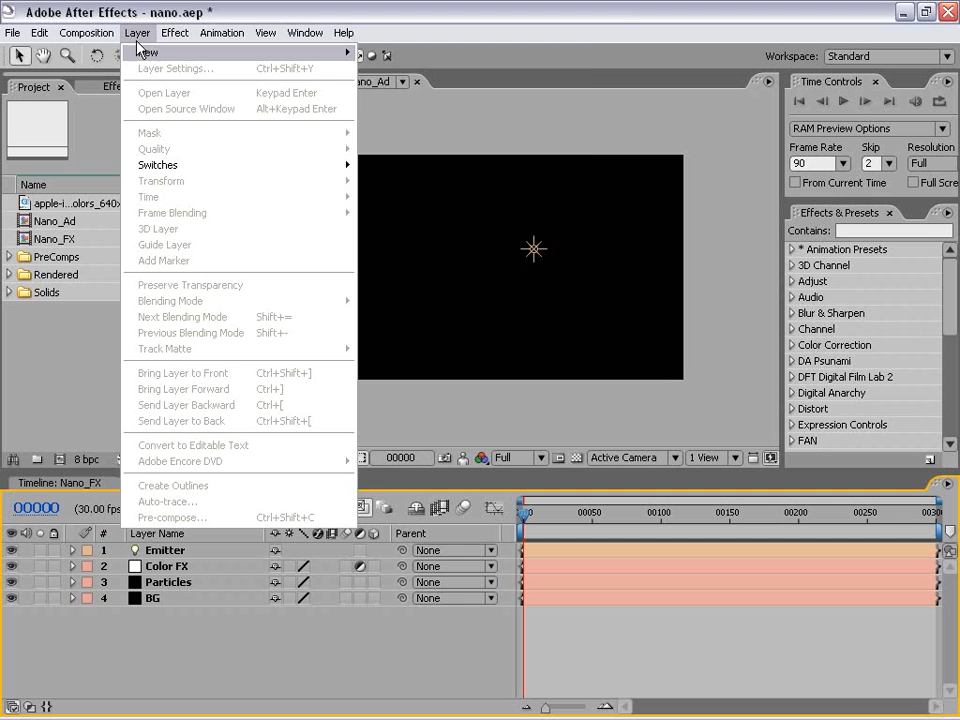 Adobe After Effects - nano.aep *
File Edit Composition Layer Effect Animation View Window Help
Workspace: Standard
Project Effe
Layer Settings... Ctrl+Shift+Y
Open Layer Keypad Enter
Open Source Window Alt+Keypad Enter
Mask
Quality
Switches
Transform
Time
Frame Blending
3D Layer
Guide Layer
Add Marker
Preserve Transparency
Blending Mode
Next Blending Mode Shift+=
Previous Blending Mode Shift+-
Track Matte
Bring Layer to Front Ctrl+Shift+]
Bring Layer Forward Ctrl+]
Send Layer Backward Ctrl+[
Send Layer to Back Ctrl+Shift+[
Convert to Editable Text
Adobe Encore DVD
Create Outlines
Auto-trace...
Pre-compose... Ctrl+Shift+C
Name
apple-i...olors_640x
Nano_Ad
Nano_FX
PreComps
Rendered
Solids
8 bpc
no_Ad
00000 Full Active Camera 1 View
Time Controls
RAM Preview Options
Frame Rate Skip Resolution
90 2 Full
From Current Time Full Scre
Effects & Presets
Contains:
* Animation Presets
3D Channel
Adjust
Audio
Blur & Sharpen
Channel
Color Correction
DA Psunami
DFT Digital Film Lab 2
Digital Anarchy
Distort
Expression Controls
FAN
Timeline: Nano_FX
00000 (30.00 fps)
0 00050 00100 00150 00200 00250 0030
# Layer Name Parent
1 Emitter None
2 Color FX None
3 Particles None
4 BG None